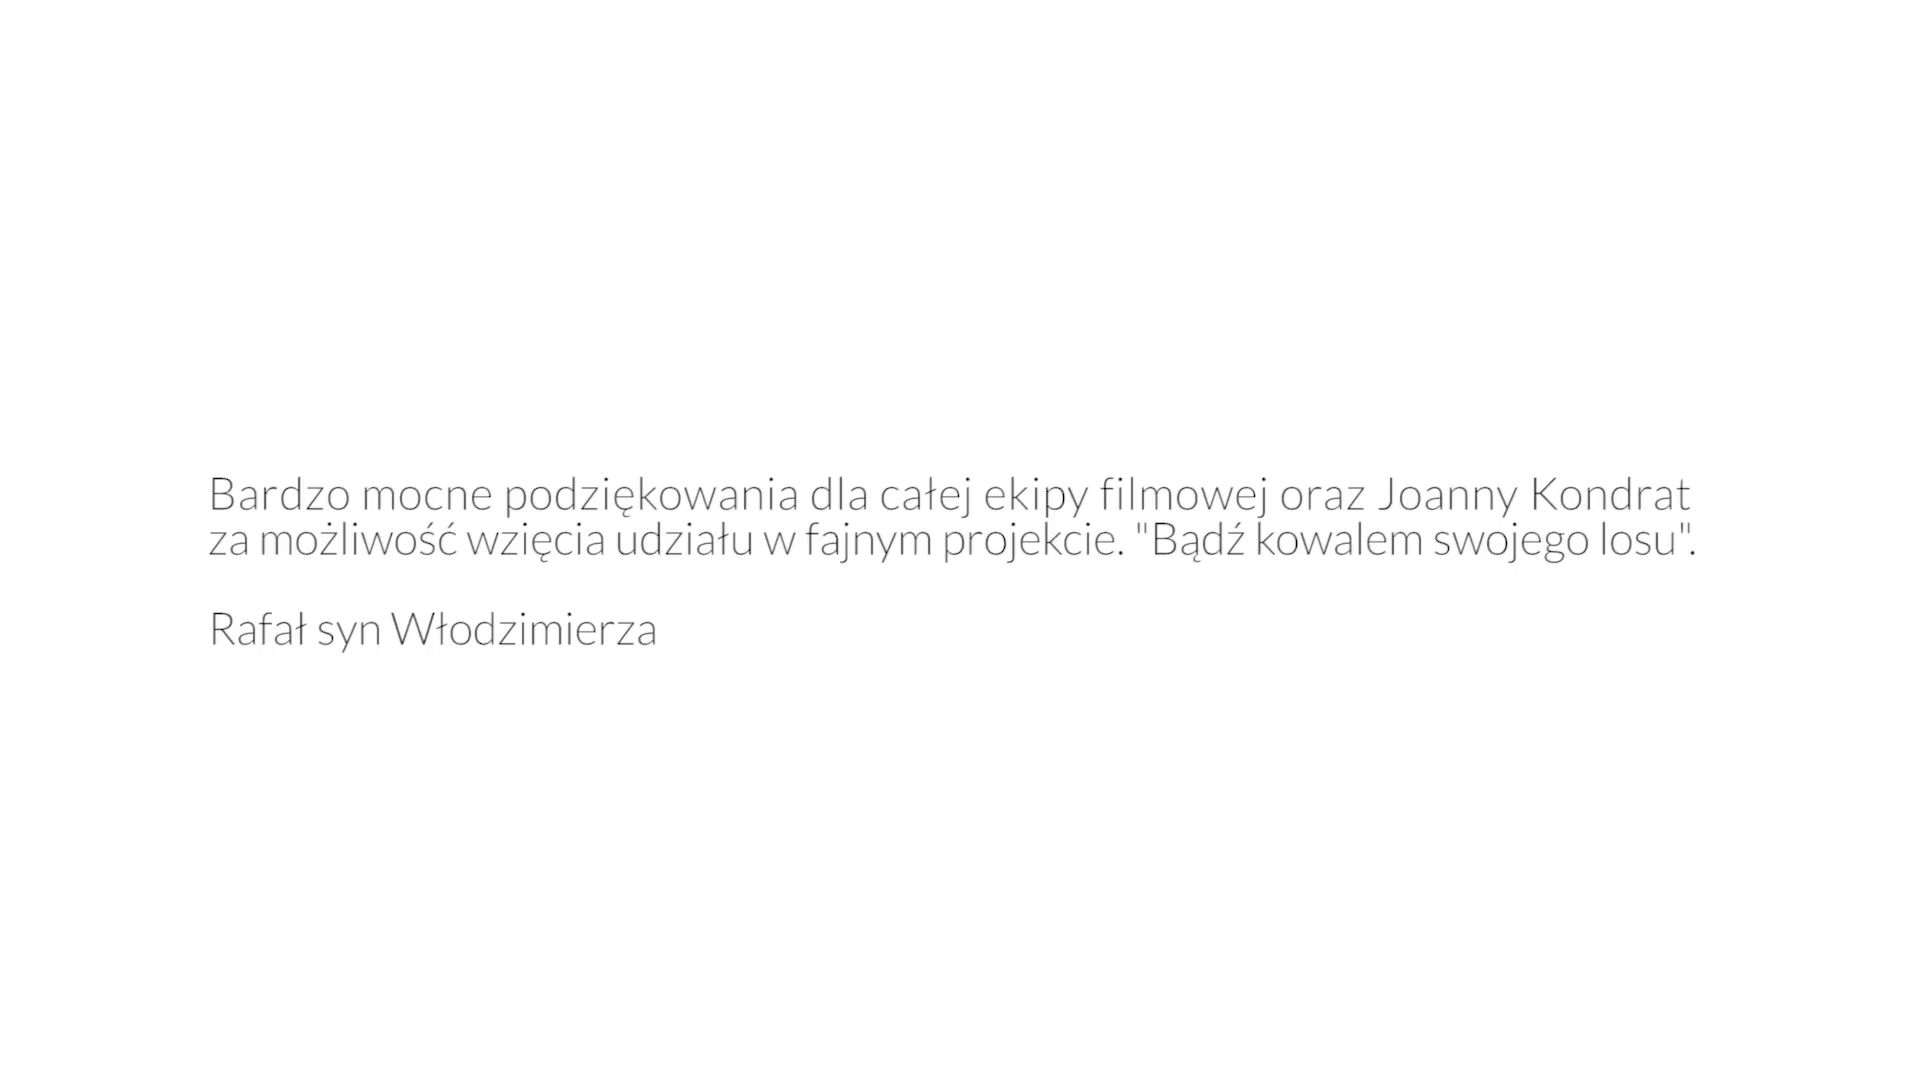 Bardzo mocne podziękowania dla całej ekipy filmowej oraz Joanny Kondrat
za możliwość wzięcia udziału w fajnym projekcie. "Bądź kowalem swojego losu".
Rafał syn Włodzimierza